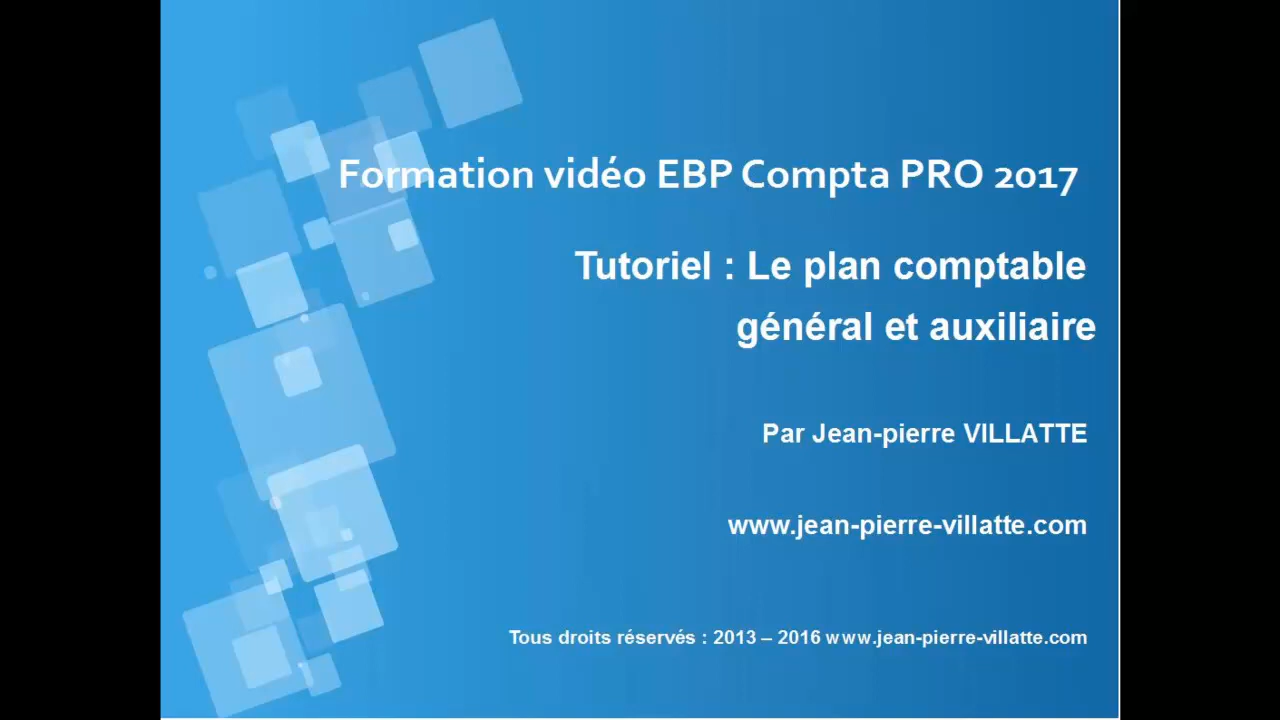 Formation vidéo EBP Compta PRO 2017
Tutoriel : Le plan comptable
général et auxiliaire
Par Jean-pierre VILLATTE
www.jean-pierre-villatte.com
Tous droits réservés : 2013 – 2016 www.jean-pierre-villatte.com